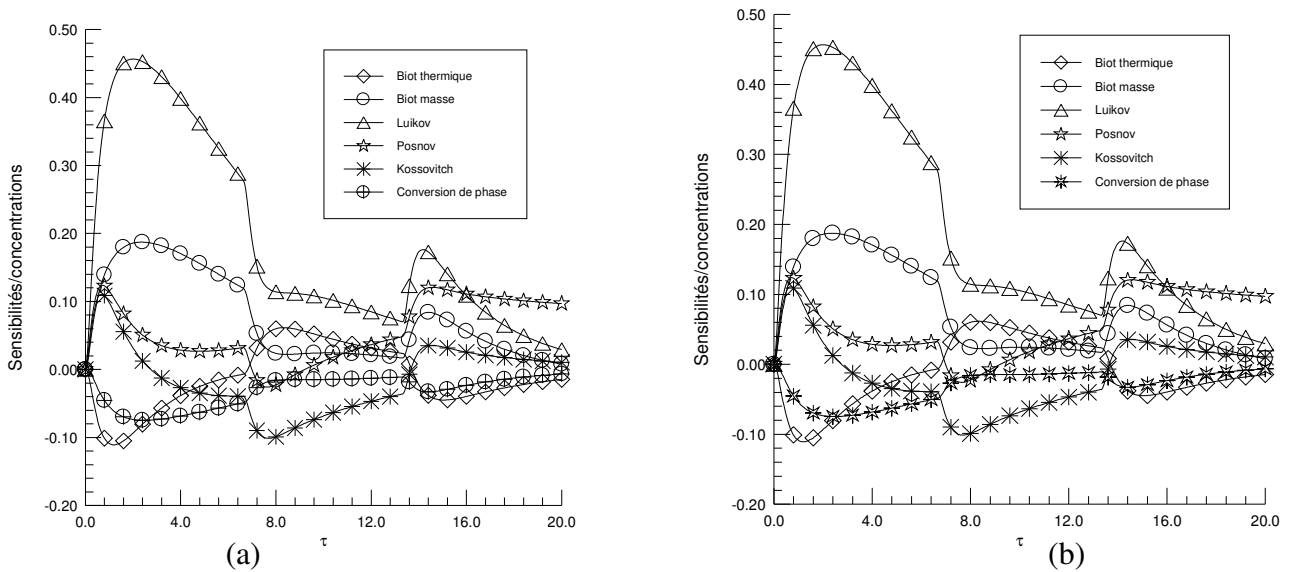 0.50
0.40
0.30
0.20
0.10
0.00
-0.10
-0.20
Sensibilités/concentrations
Biot thermique
Biot masse
Luikov
Posnov
Kossovitch
Conversion de phase
0.0
4.0
8.0
12.0
16.0
20.0
τ
(a)
0.50
0.40
0.30
0.20
0.10
0.00
-0.10
-0.20
Sensibilités/concentrations
Biot thermique
Biot masse
Luikov
Posnov
Kossovitch
Conversion de phase
0.0
4.0
8.0
12.0
16.0
20.0
τ
(b)